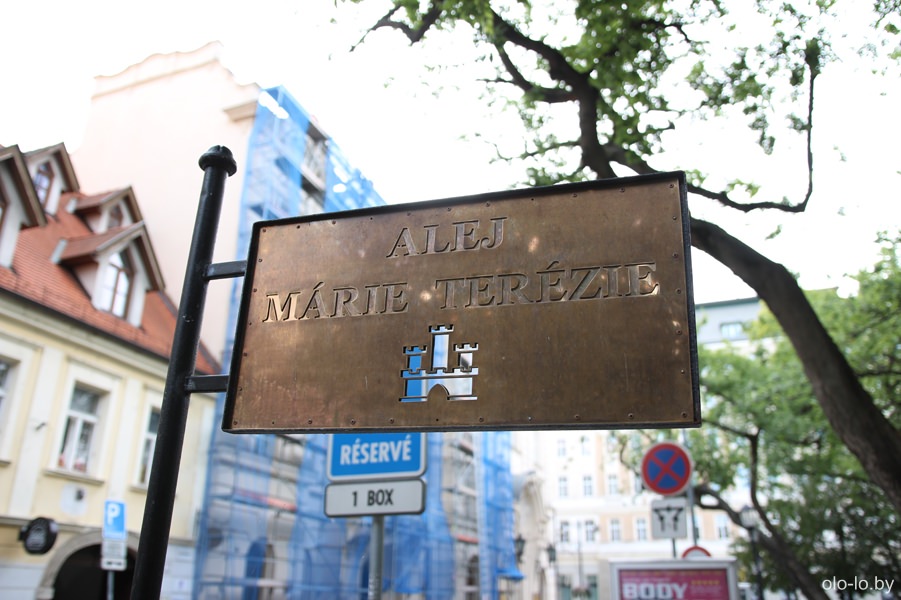 ALEJ
MÁRIE TERÉZIE
RÉSERVÉ
1 BOX
P
BODY
olo-lo.by